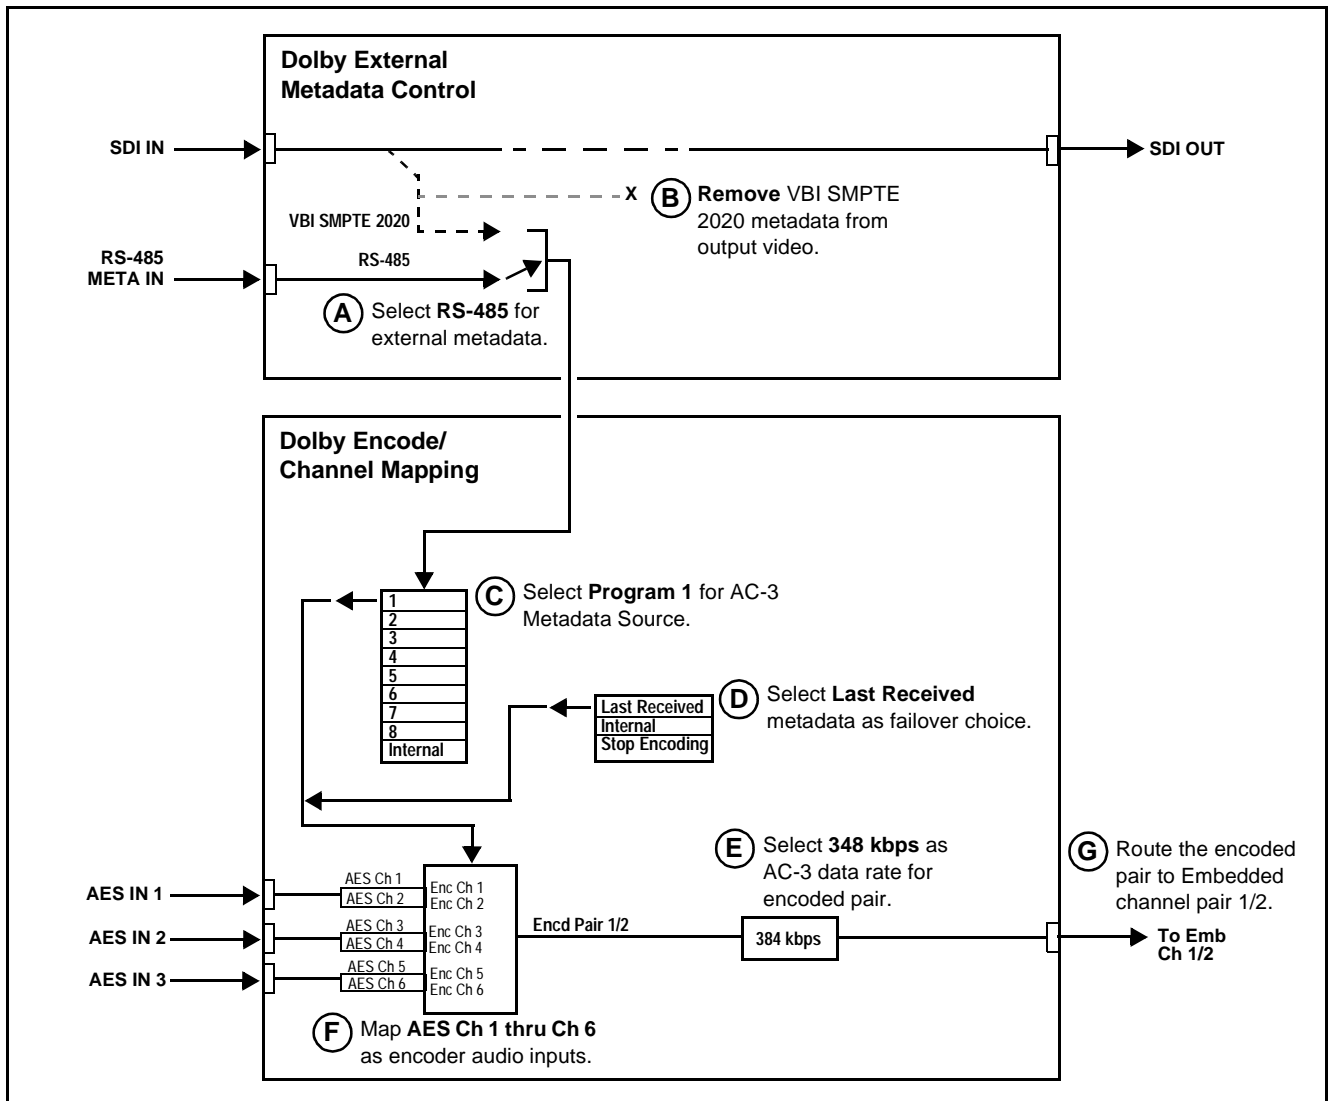 Dolby External
Metadata Control
SDI IN
SDI OUT
X
B
Remove VBI SMPTE
2020 metadata from
output video.
VBI SMPTE 2020
RS-485
META IN
RS-485
A
Select RS-485 for
external metadata.
Dolby Encode/
Channel Mapping
C
Select Program 1 for AC-3
Metadata Source.
1
2
3
4
5
6
7
8
Internal
Last Received
Internal
Stop Encoding
D
Select Last Received
metadata as failover choice.
E
Select 348 kbps as
AC-3 data rate for
encoded pair.
G
Route the encoded
pair to Embedded
channel pair 1/2.
AES IN 1
AES Ch 1
AES Ch 2
Enc Ch 1
Enc Ch 2
AES IN 2
AES Ch 3
AES Ch 4
Enc Ch 3
Enc Ch 4
AES IN 3
AES Ch 5
AES Ch 6
Enc Ch 5
Enc Ch 6
Encd Pair 1/2
384 kbps
To Emb
Ch 1/2
F
Map AES Ch 1 thru Ch 6
as encoder audio inputs.